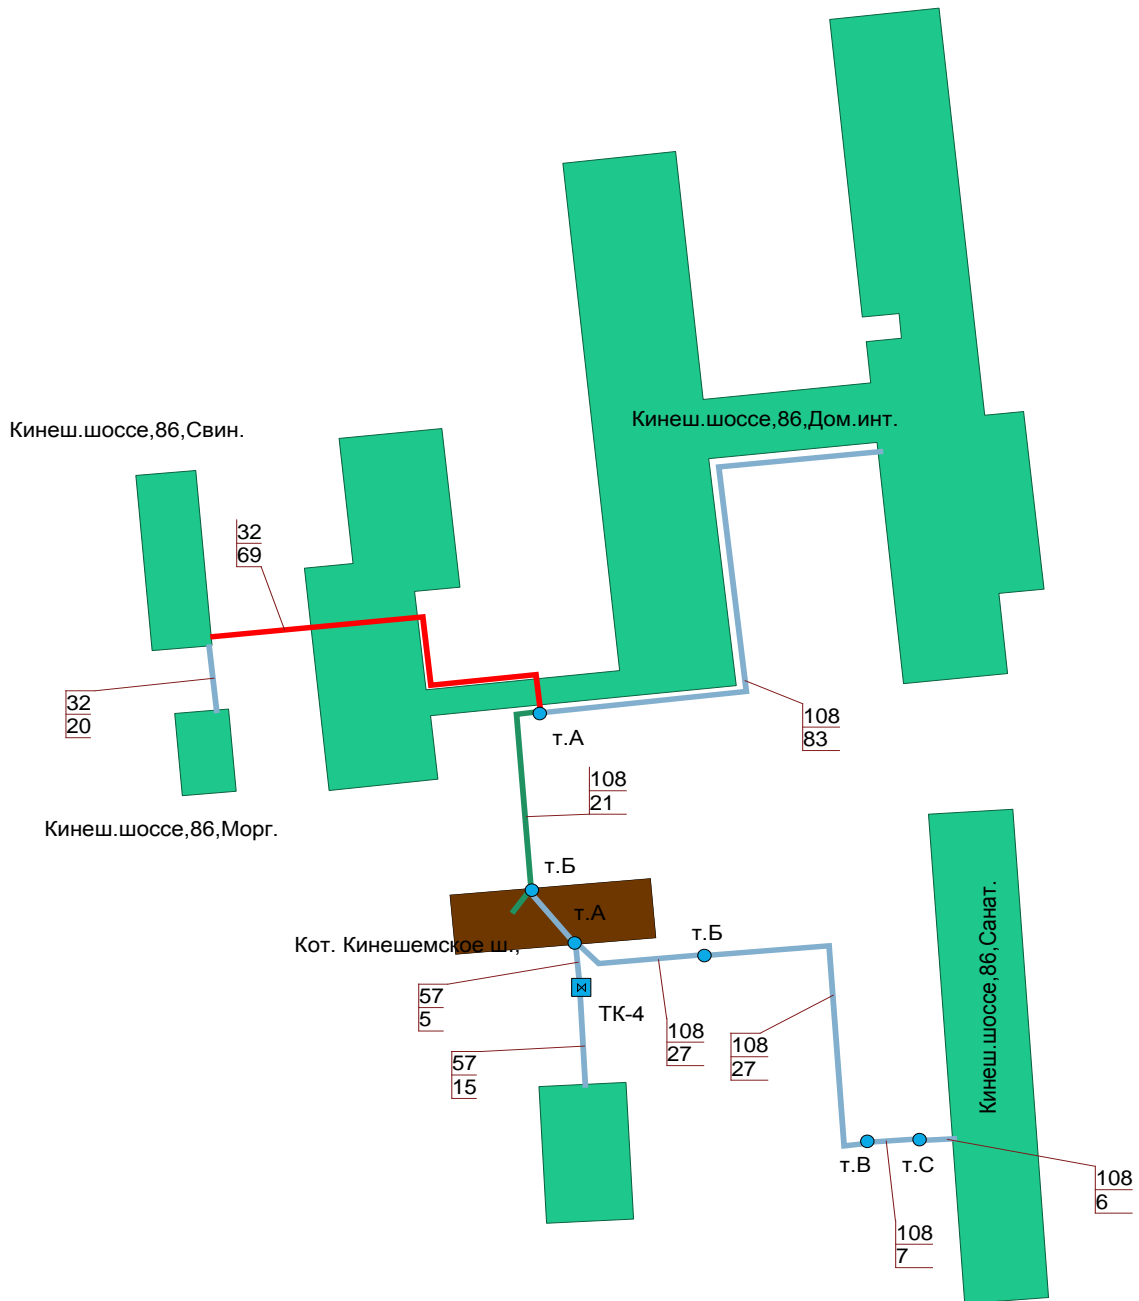 Кинеш.шоссе,86,Дом.инт.
Кинеш.шоссе,86,Свин.
32
69
32
20
108
83
т.А
108
21
Кинеш.шоссе,86,Морг.
т.Б
т.А
т.Б
Кот. Кинешемское ш.,
Кинеш.шоссе,86,Санат.
57
5
ТК-4
108
27
108
27
57
15
т.В
т.С
108
6
108
7